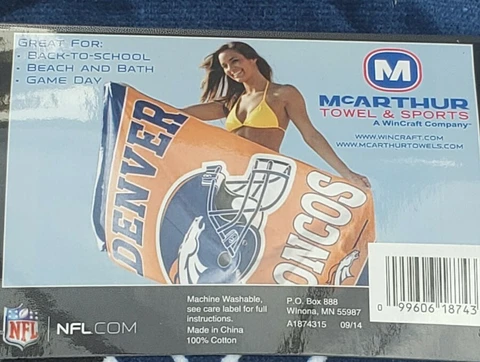 GREAT FOR:
• BACK-TO-SCHOOL
• BEACH AND BATH
• GAME DAY
M
McARTHUR
TOWEL & SPORTS
A WinCraft Company
WWW.WINCRAFT.COM
WWW.MCARTHURTOWELS.COM
DENVER
BRONCOS
NFL
NFL.COM
Machine Washable,
see care label for full
instructions.
Made in China
100% Cotton
P.O. Box 888
Winona, MN 55987
A1874315 09/14
0 99606 18743